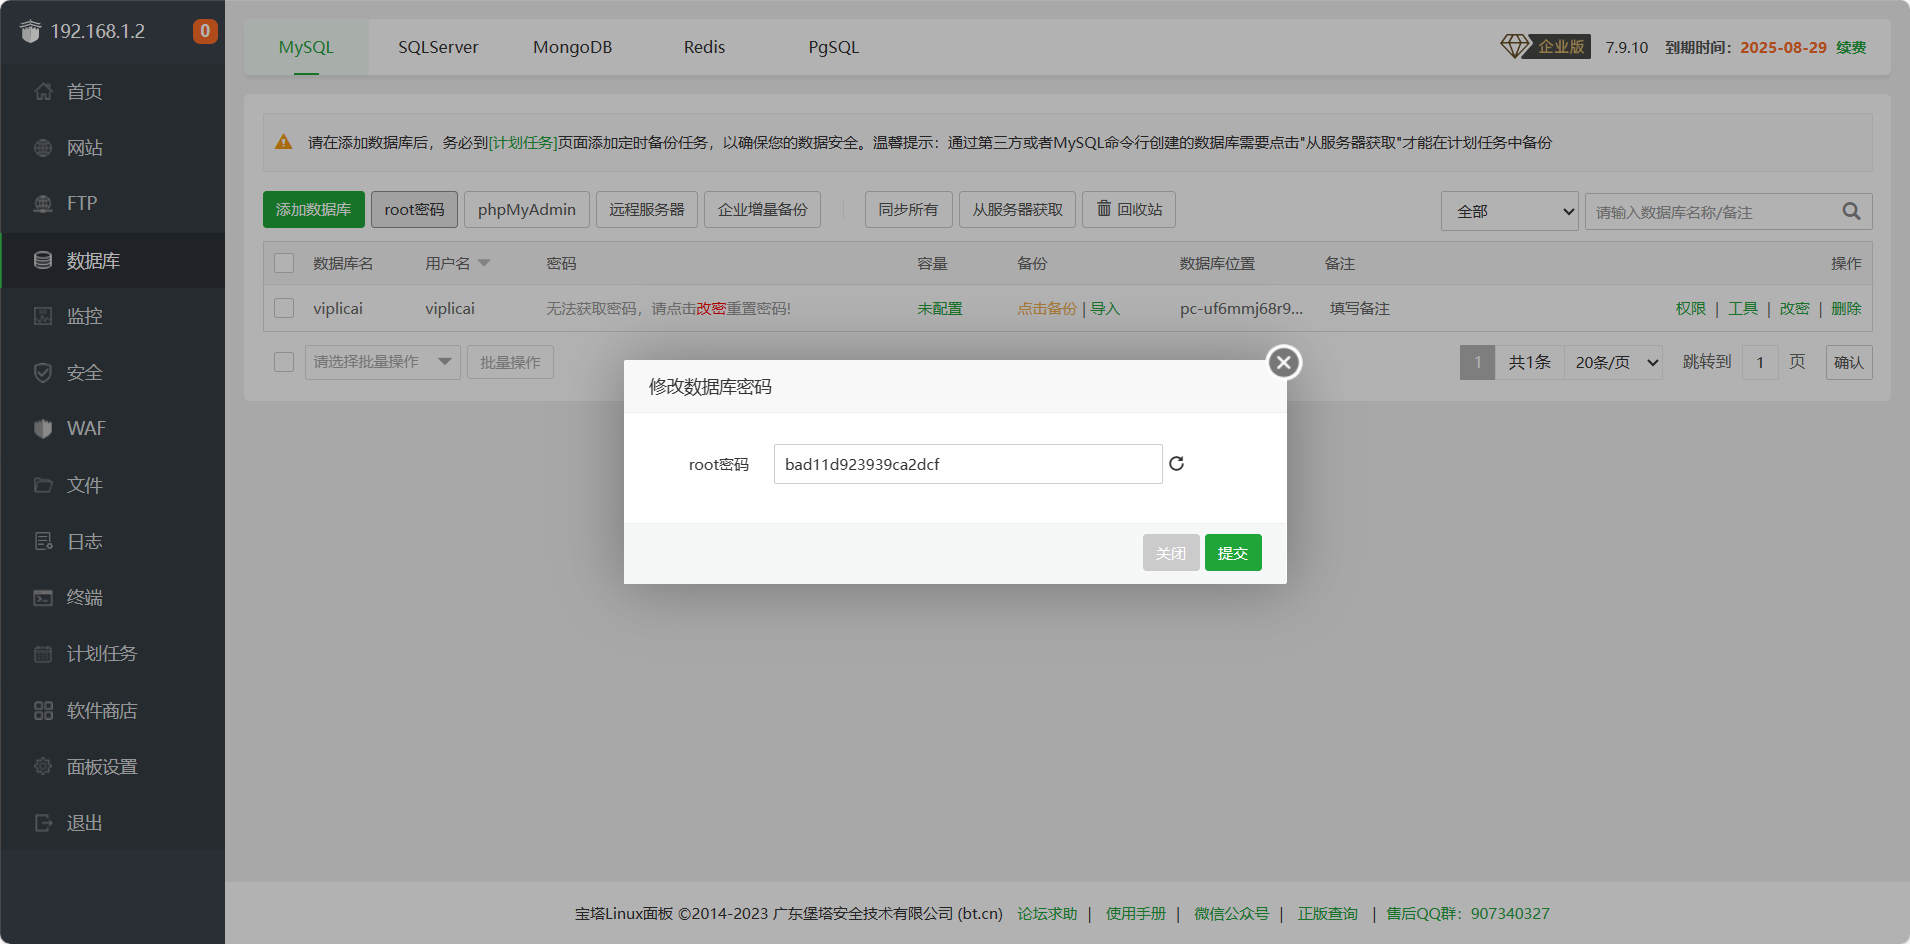 192.168.1.2 0
首页
网站
FTP
数据库
监控
安全
WAF
文件
日志
终端
计划任务
软件商店
面板设置
退出
MySQL SQLServer MongoDB Redis PgSQL 企业版 7.9.10 到期时间：2025-08-29 续费
请在添加数据库后，务必到[计划任务]页面添加定时备份任务，以确保您的数据安全。温馨提示：通过第三方或者MySQL命令行创建的数据库需要点击"从服务器获取"才能在计划任务中备份
添加数据库 root密码 phpMyAdmin 远程服务器 企业增量备份 同步所有 从服务器获取 回收站 全部 请输入数据库名称/备注
数据库名 用户名 密码 容量 备份 数据库位置 备注 操作
viplicai viplicai 无法获取密码，请点击改密重置密码! 未配置 点击备份 | 导入 pc-uf6mmj68r9... 填写备注 权限 | 工具 | 改密 | 删除
请选择批量操作 批量操作 1 共1条 20条/页 跳转到 1 页 确认
修改数据库密码
root密码 bad11d923939ca2dcf
关闭 提交
宝塔Linux面板 ©2014-2023 广东堡塔安全技术有限公司 (bt.cn) 论坛求助 | 使用手册 | 微信公众号 | 正版查询 | 售后QQ群：907340327